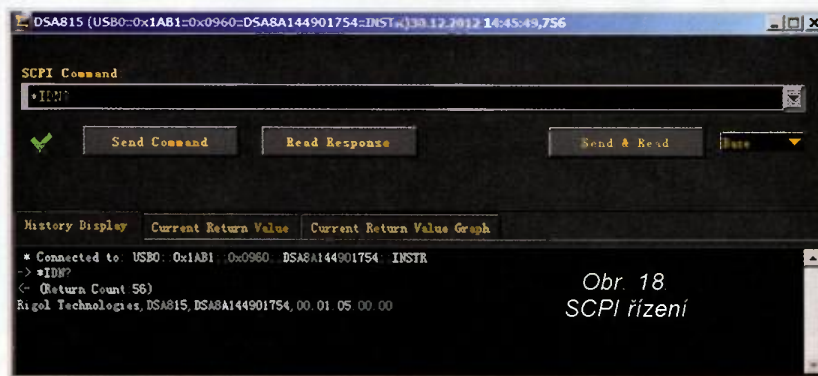 DSA815 (USB0::0x1AB1::0x0960::DSA8A144901754::INSTR)30.12.2012 14:45:49,756
SCPI Command
*IDN?
Send Command Read Response Send & Read Base
History Display Current Return Value Current Return Value Graph
* Connected to: USB0::0x1AB1::0x0960::DSA8A144901754::INSTR
-> *IDN?
<- (Return Count:56)
Rigol Technologies,DSA815,DSA8A144901754,00.01.05.00.00
Obr. 18.
SCPI řízení